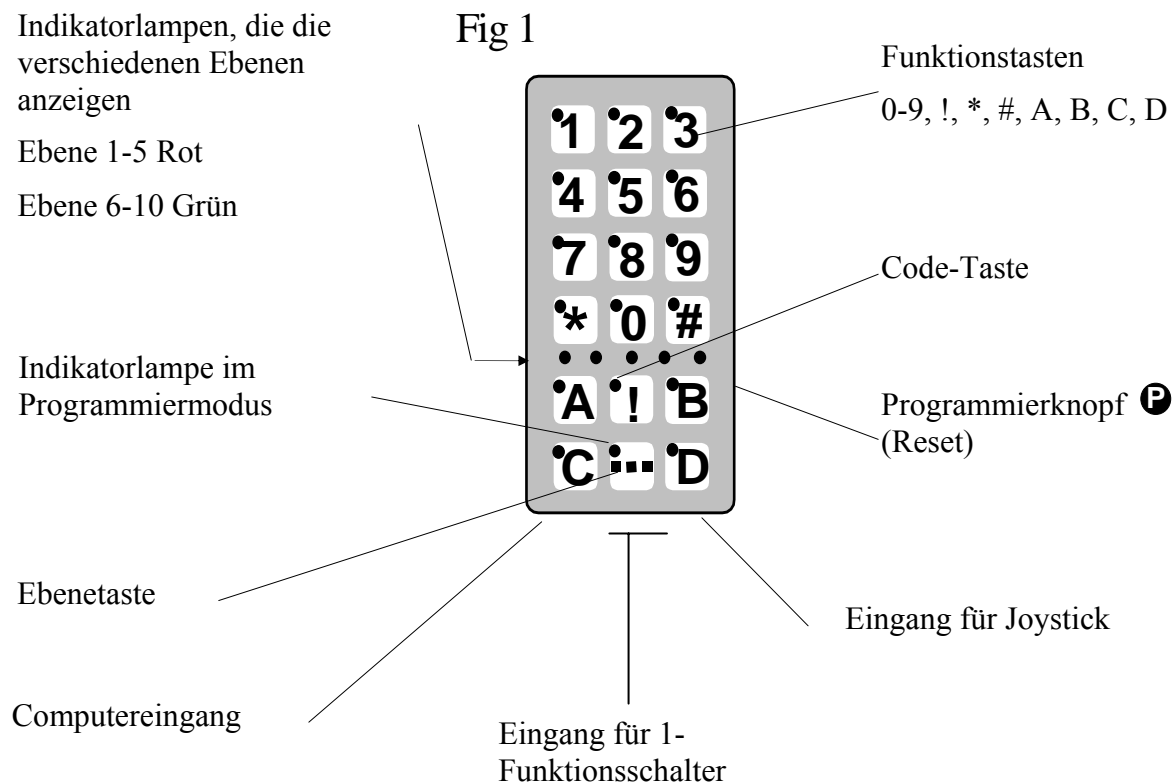 Indikatorlampen, die die
verschiedenen Ebenen
anzeigen
Ebene 1-5 Rot
Ebene 6-10 Grün
Fig 1
Funktionstasten
0-9, !, *, #, A, B, C, D
1 2 3
4 5 6
7 8 9
* 0 #
A ! B
C D
Code-Taste
Indikatorlampe im
Programmiermodus
Programmierknopf P
(Reset)
Ebenetaste
Eingang für Joystick
Computereingang
Eingang für 1-
Funktionsschalter